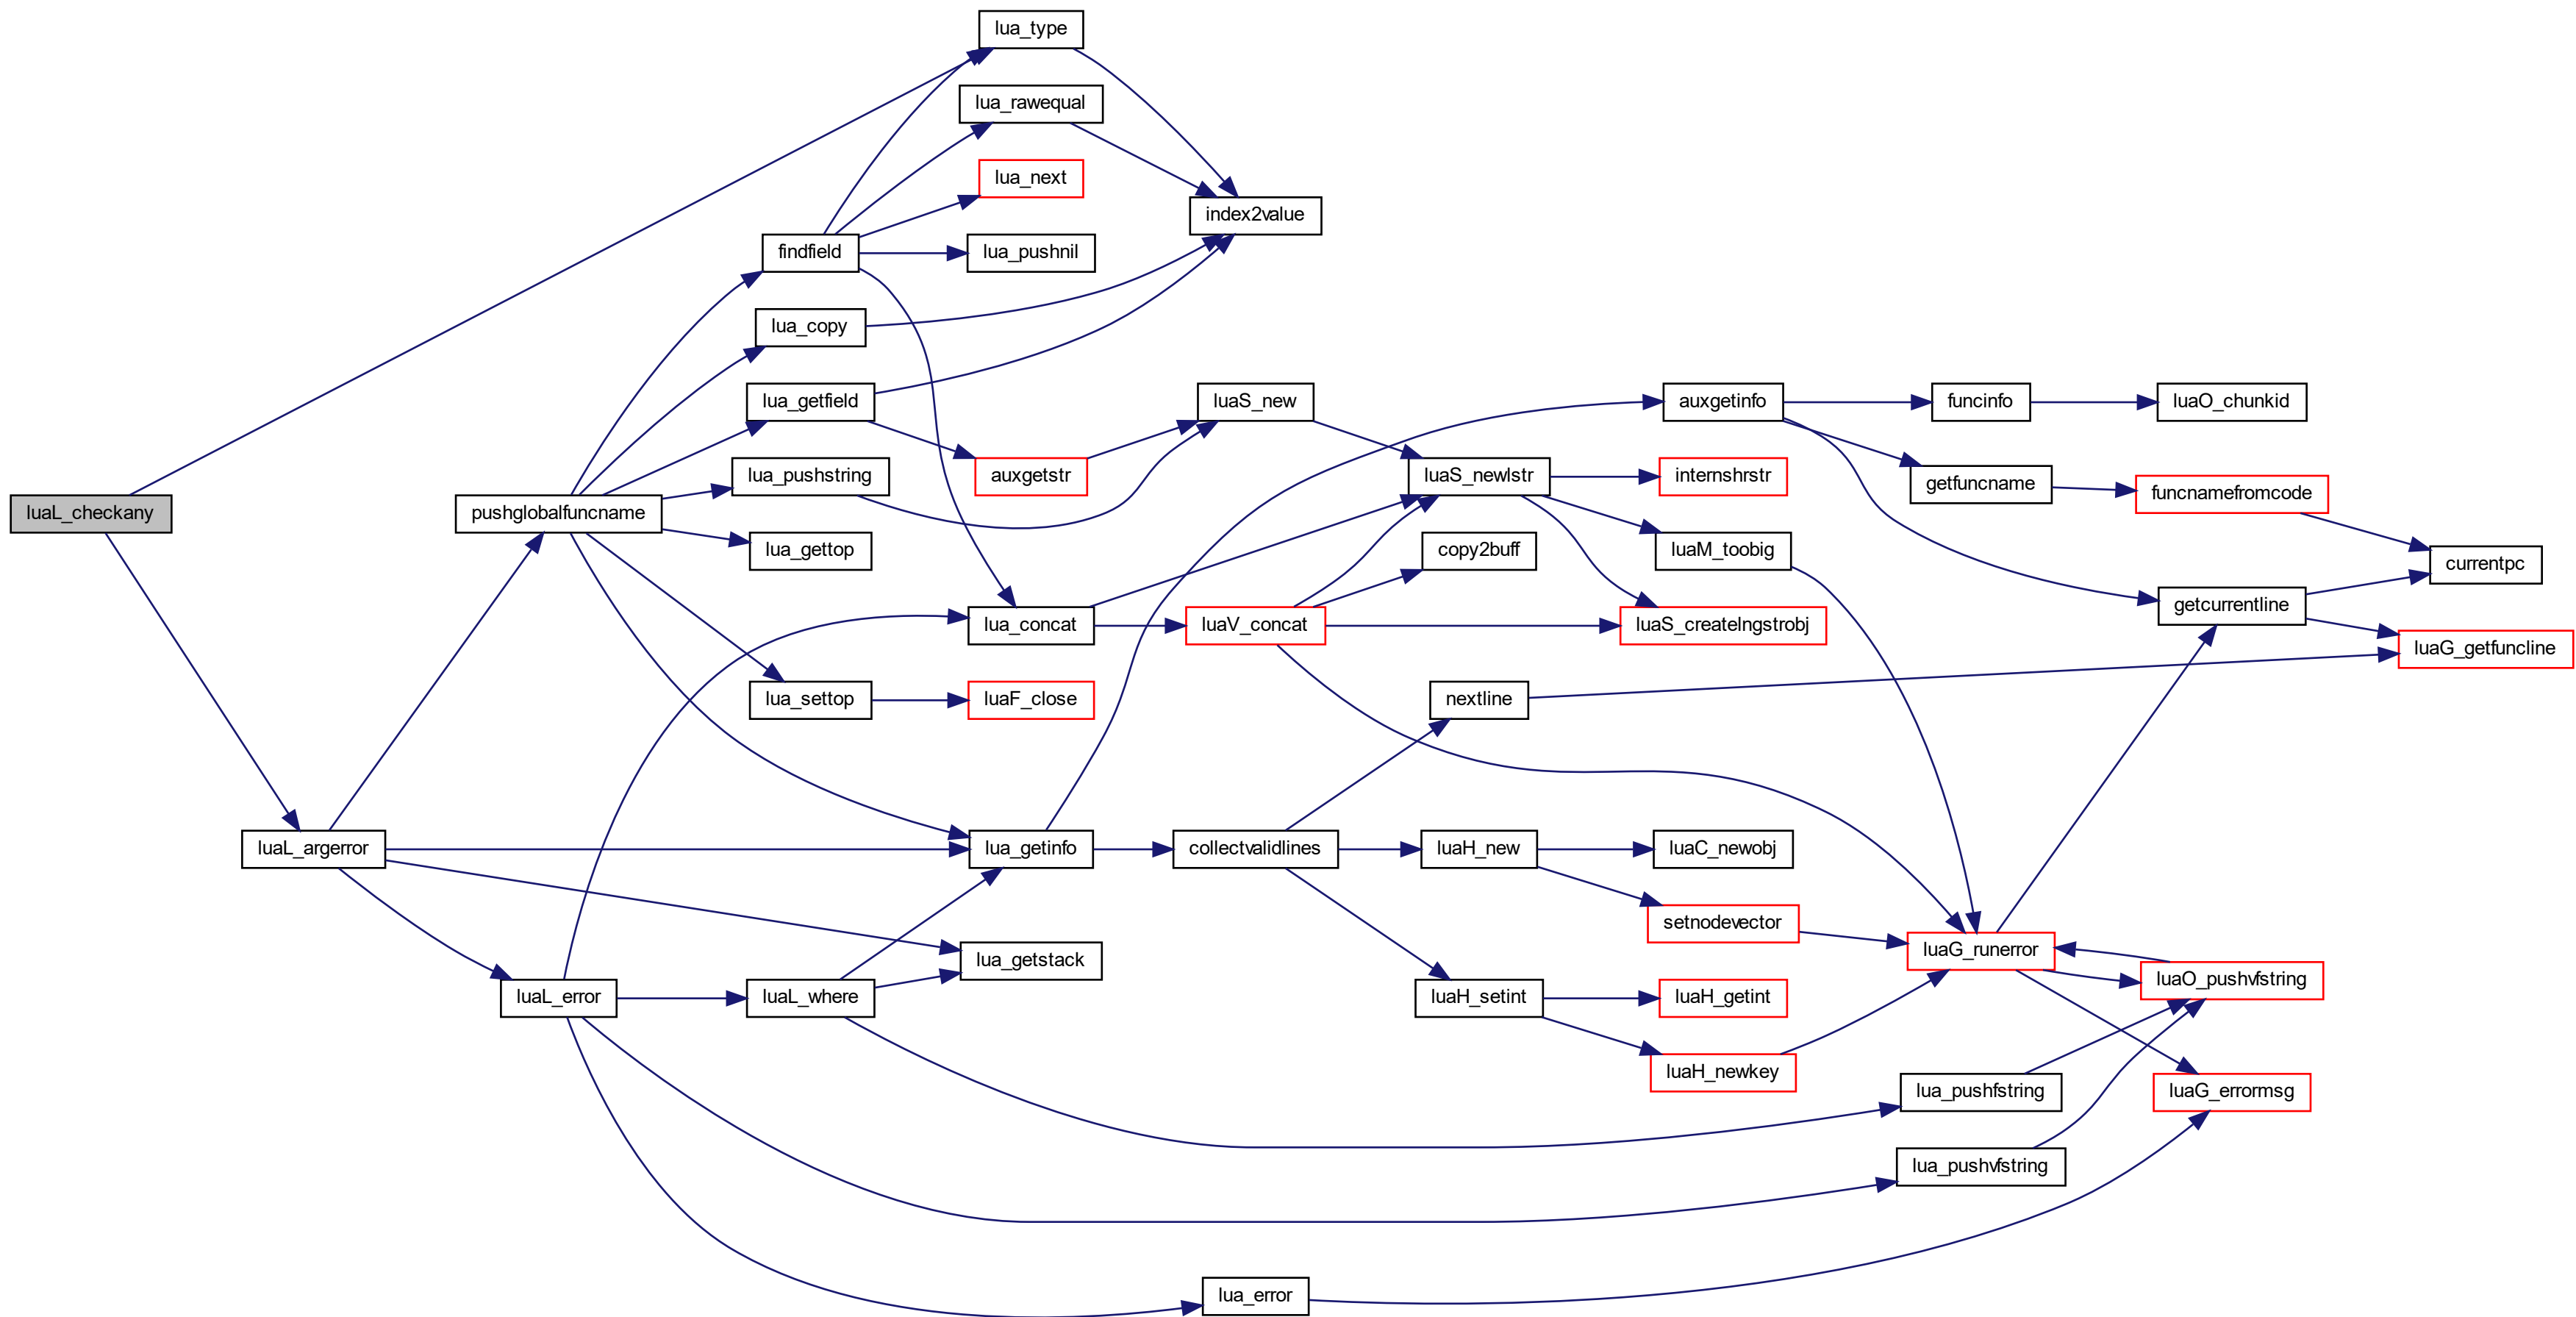 lua_type
lua_rawequal
lua_next
index2value
findfield
lua_pushnil
lua_copy
lua_getfield
luaS_new
auxgetinfo
funcinfo
luaO_chunkid
lua_pushstring
auxgetstr
luaS_newlstr
internshrstr
getfuncname
funcnamefromcode
luaL_checkany
pushglobalfuncname
lua_gettop
copy2buff
luaM_toobig
currentpc
lua_concat
luaV_concat
luaS_createlngstrobj
getcurrentline
luaG_getfuncline
lua_settop
luaF_close
nextline
luaL_argerror
lua_getinfo
collectvalidlines
luaH_new
luaC_newobj
setnodevector
lua_getstack
luaG_runerror
luaO_pushvfstring
luaL_error
luaL_where
luaH_setint
luaH_getint
luaH_newkey
lua_pushfstring
luaG_errormsg
lua_pushvfstring
lua_error